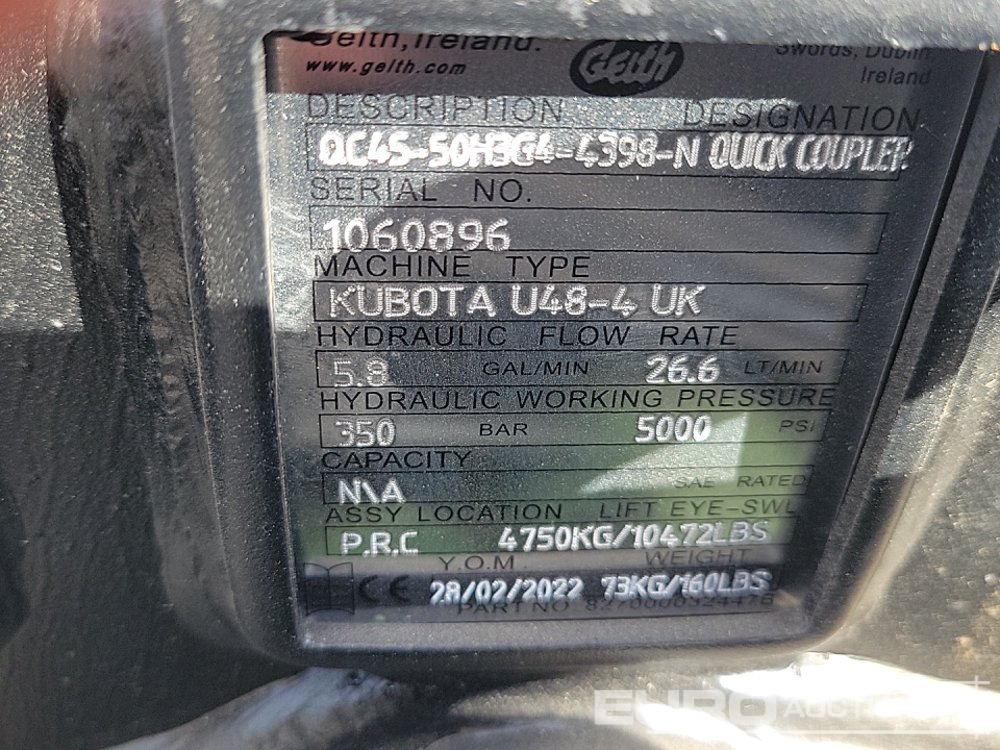 Geith, Ireland.
www.geith.com
Geith
Swords, Dublin
Ireland
DESCRIPTION DESIGNATION
QC45-50H3G4-4398-N QUICK COUPLER
SERIAL NO.
1060896
MACHINE TYPE
KUBOTA U48-4 UK
HYDRAULIC FLOW RATE
5.8 GAL/MIN 26.6 LT/MIN
HYDRAULIC WORKING PRESSURE
350 BAR 5000 PSI
CAPACITY
N\A SAE RATED
ASSY LOCATION LIFT EYE-SWL
P.R.C 4750KG/10472LBS
Y.O.M. WEIGHT
CE 28/02/2022 73KG/160LBS
PART NO
EURO AUCTIONS